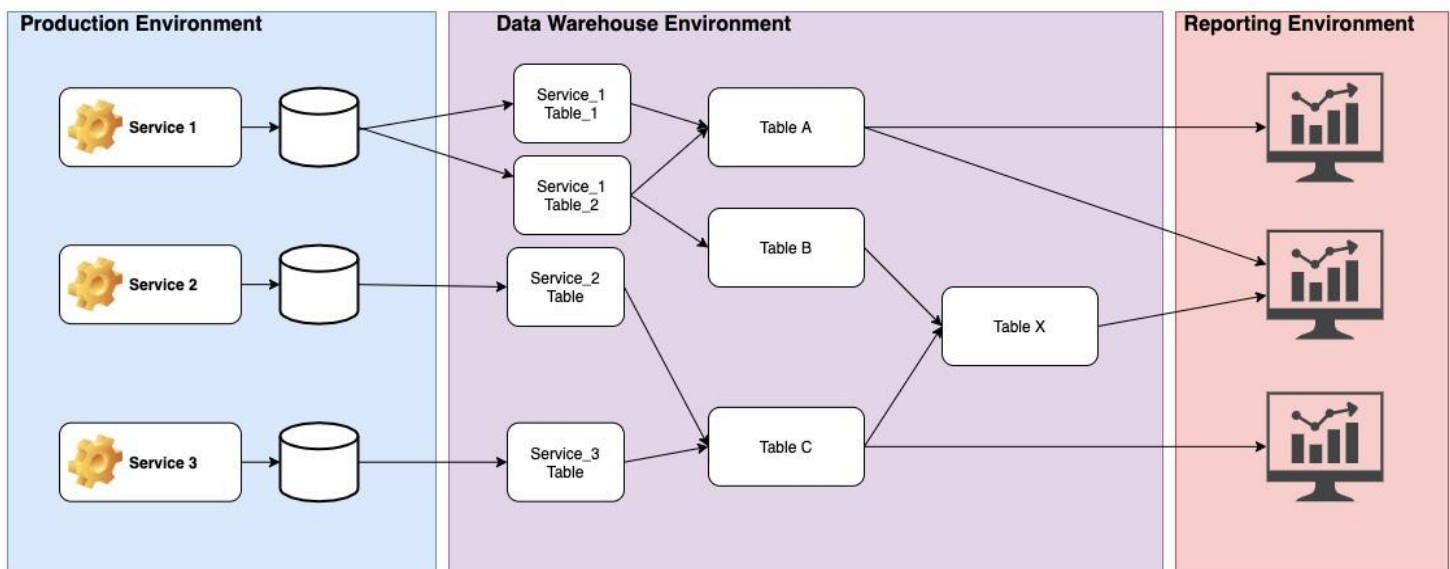 Production Environment
Data Warehouse Environment
Reporting Environment
Service 1
Service_1
Table_1
Table A
Service_1
Table_2
Table B
Service 2
Service_2
Table
Table X
Service 3
Service_3
Table
Table C